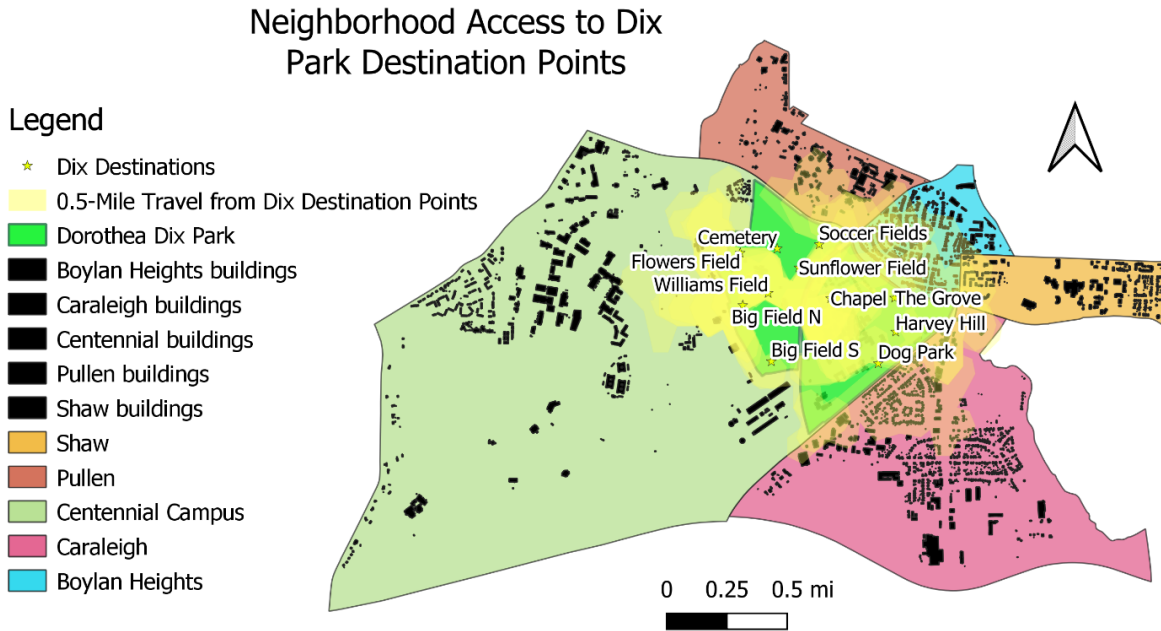 Neighborhood Access to Dix
Park Destination Points
Legend
Dix Destinations
0.5-Mile Travel from Dix Destination Points
Dorothea Dix Park
Boylan Heights buildings
Caraleigh buildings
Centennial buildings
Pullen buildings
Shaw buildings
Shaw
Pullen
Centennial Campus
Caraleigh
Boylan Heights
Cemetery
Soccer Fields
Flowers Field
Sunflower Field
Williams Field
Chapel
The Grove
Big Field N
Harvey Hill
Big Field S
Dog Park
0 0.25 0.5 mi